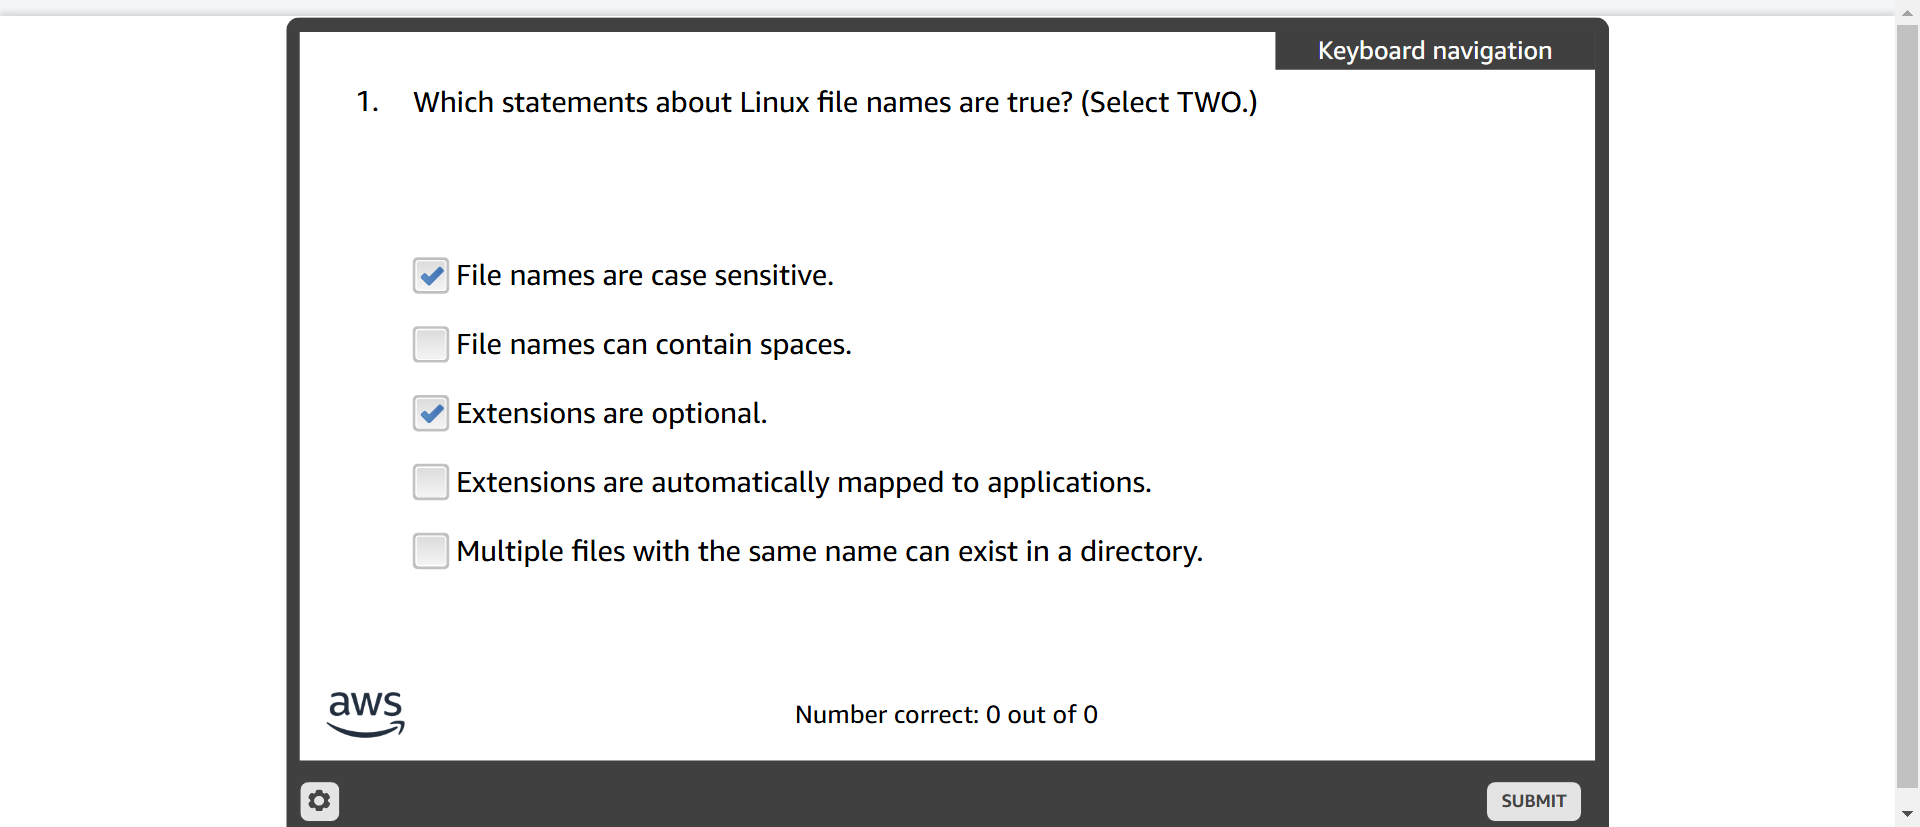 Keyboard navigation
1. Which statements about Linux file names are true? (Select TWO.)
File names are case sensitive.
File names can contain spaces.
Extensions are optional.
Extensions are automatically mapped to applications.
Multiple files with the same name can exist in a directory.
aws
Number correct: 0 out of 0
SUBMIT